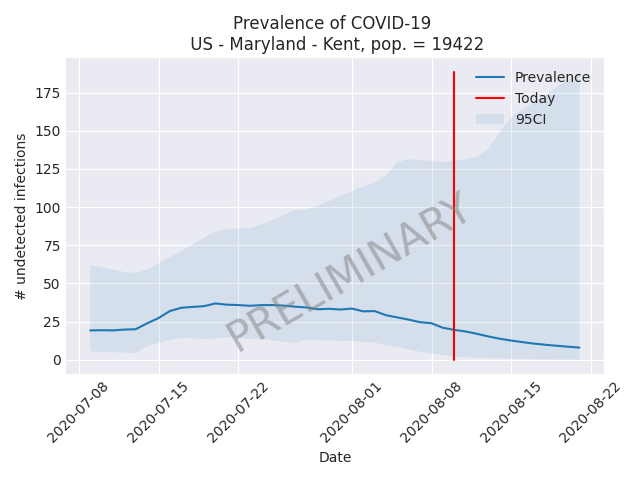 Prevalence of COVID-19
US - Maryland - Kent, pop. = 19422
# undetected infections
175
150
125
100
75
50
25
0
Prevalence
Today
95CI
PRELIMINARY
2020-07-08
2020-07-15
2020-07-22
2020-08-01
2020-08-08
2020-08-15
2020-08-22
Date